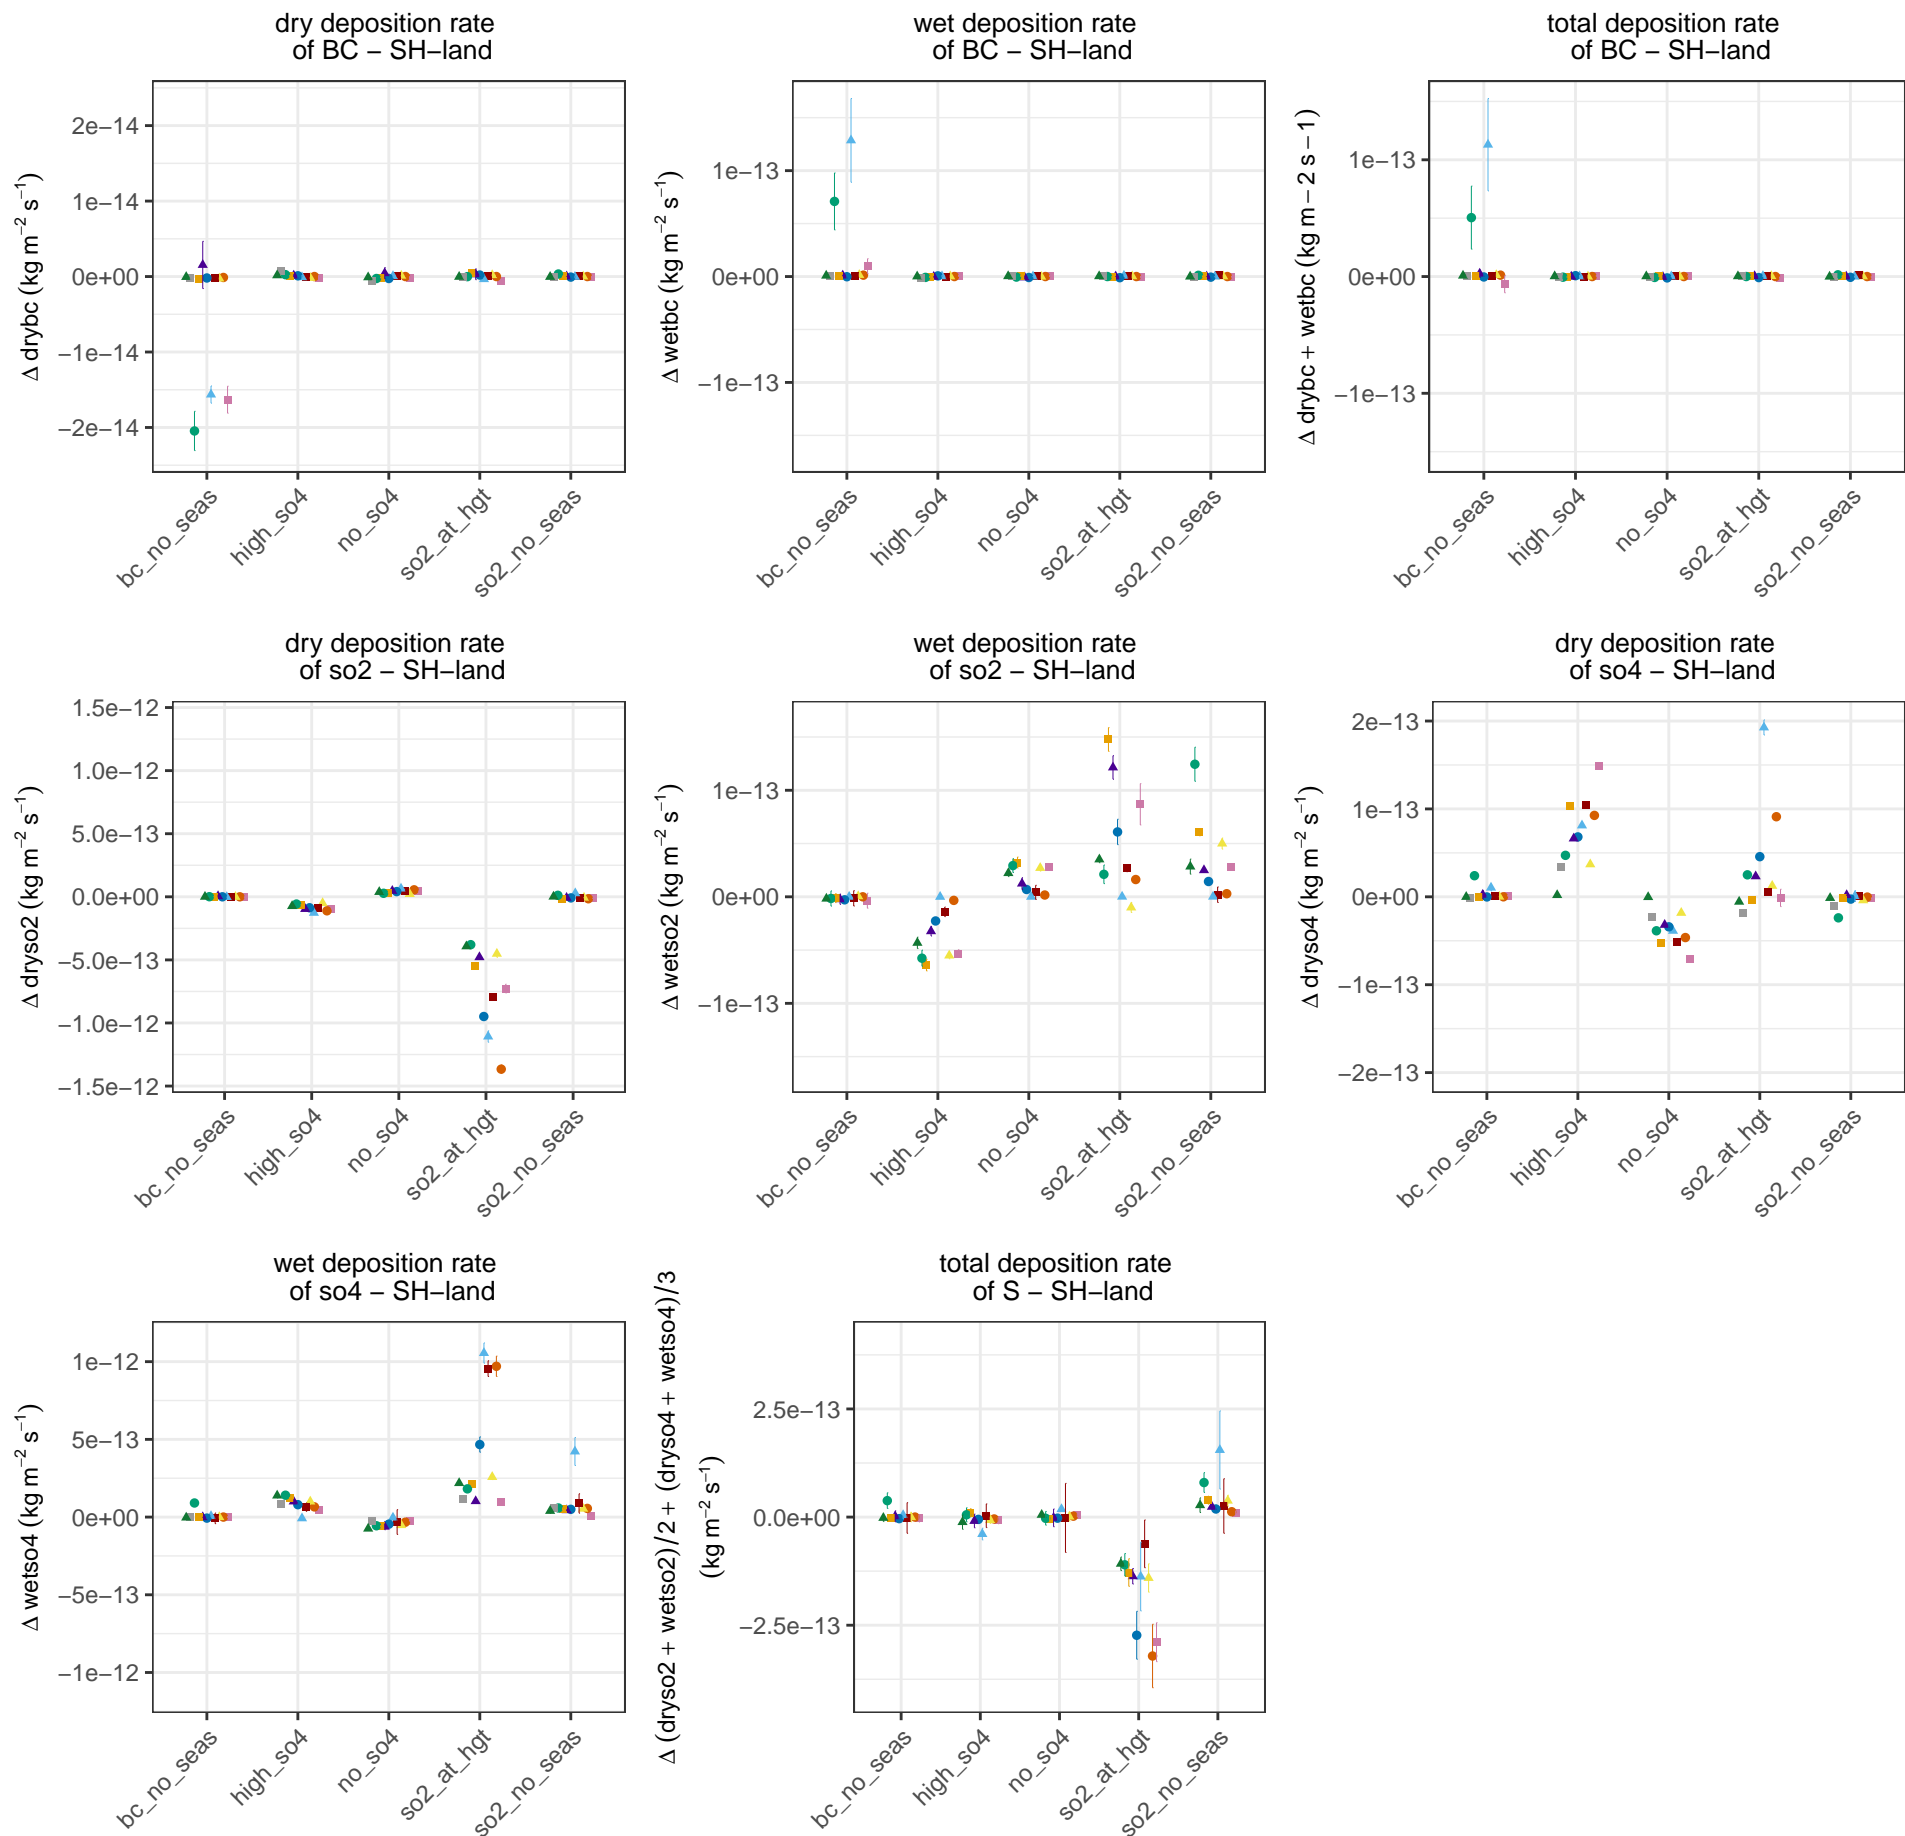 dry deposition rate
of BC − SH−land
Δ drybc (kg m−2 s−1)
2e−14
1e−14
0e+00
−1e−14
−2e−14
bc_no_seas
high_so4
no_so4
so2_at_hgt
so2_no_seas
wet deposition rate
of BC − SH−land
Δ wetbc (kg m−2 s−1)
1e−13
0e+00
−1e−13
bc_no_seas
high_so4
no_so4
so2_at_hgt
so2_no_seas
total deposition rate
of BC − SH−land
Δ drybc + wetbc (kg m − 2 s − 1)
1e−13
0e+00
−1e−13
bc_no_seas
high_so4
no_so4
so2_at_hgt
so2_no_seas
dry deposition rate
of so2 − SH−land
Δ dryso2 (kg m−2 s−1)
1.5e−12
1.0e−12
5.0e−13
0.0e+00
−5.0e−13
−1.0e−12
−1.5e−12
bc_no_seas
high_so4
no_so4
so2_at_hgt
so2_no_seas
wet deposition rate
of so2 − SH−land
Δ wetso2 (kg m−2 s−1)
1e−13
0e+00
−1e−13
bc_no_seas
high_so4
no_so4
so2_at_hgt
so2_no_seas
dry deposition rate
of so4 − SH−land
Δ dryso4 (kg m−2 s−1)
2e−13
1e−13
0e+00
−1e−13
−2e−13
bc_no_seas
high_so4
no_so4
so2_at_hgt
so2_no_seas
wet deposition rate
of so4 − SH−land
Δ wetso4 (kg m−2 s−1)
1e−12
5e−13
0e+00
−5e−13
−1e−12
bc_no_seas
high_so4
no_so4
so2_at_hgt
so2_no_seas
total deposition rate
of S − SH−land
Δ ((dryso2 + wetso2)/2 + (dryso4 + wetso4)/3
(kg m−2 s−1)
2.5e−13
0.0e+00
−2.5e−13
bc_no_seas
high_so4
no_so4
so2_at_hgt
so2_no_seas